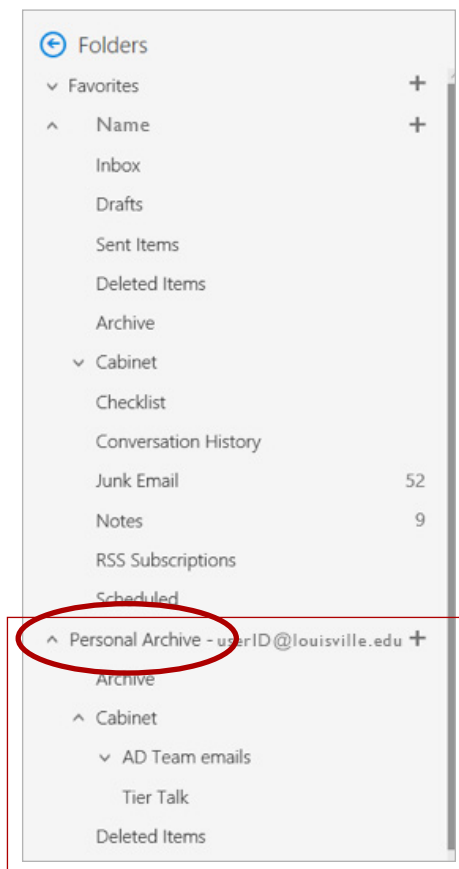 Folders
Favorites +
Name +
Inbox
Drafts
Sent Items
Deleted Items
Archive
Cabinet
Checklist
Conversation History
Junk Email 52
Notes 9
RSS Subscriptions
Scheduled
Personal Archive - userID@louisville.edu +
Archive
Cabinet
AD Team emails
Tier Talk
Deleted Items